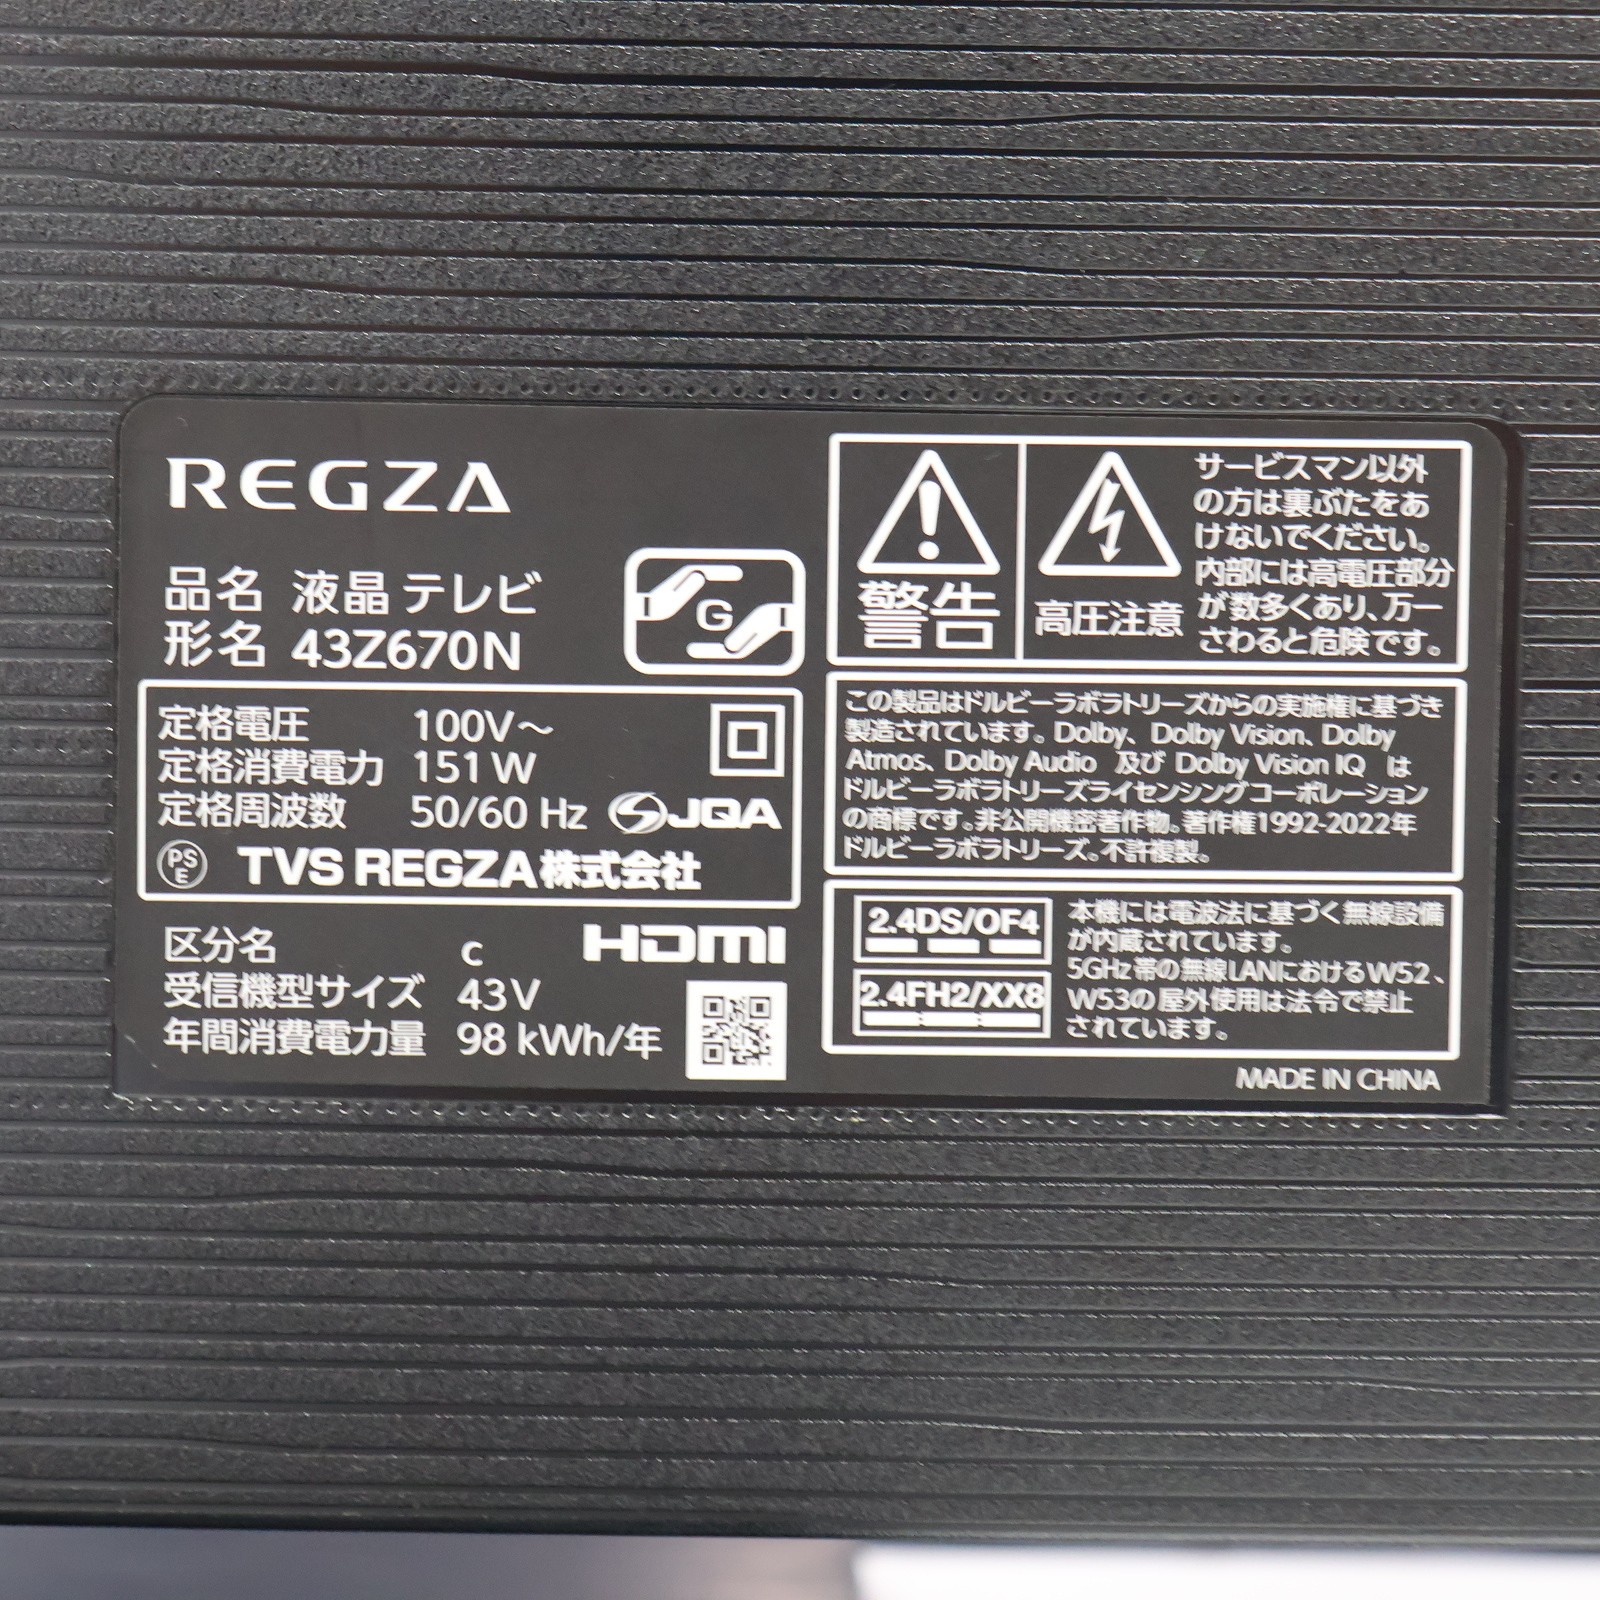 REGZA
品名 液晶テレビ
形名 43Z670N
G
定格電圧 100V～
定格消費電力 151W
定格周波数 50/60 Hz
JQA
PSE
TVS REGZA株式会社
区分名 c
HDMI
受信機型サイズ 43V
年間消費電力量 98 kWh/年
警告
高圧注意
サービスマン以外
の方は裏ぶたをあ
けないでください。
内部には高電圧部分
が数多くあり、万一
さわると危険です。
この製品はドルビーラボラトリーズからの実施権に基づき
製造されています。Dolby、Dolby Vision、Dolby
Atmos、Dolby Audio 及び Dolby Vision IQ は
ドルビーラボラトリーズライセンシングコーポレーション
の商標です。非公開機密著作物。著作権1992-2022年
ドルビーラボラトリーズ。不許複製。
2.4DS/OF4
2.4FH2/XX8
本機には電波法に基づく無線設備
が内蔵されています。
5GHz帯の無線LANにおけるW52、
W53の屋外使用は法令で禁止
されています。
MADE IN CHINA